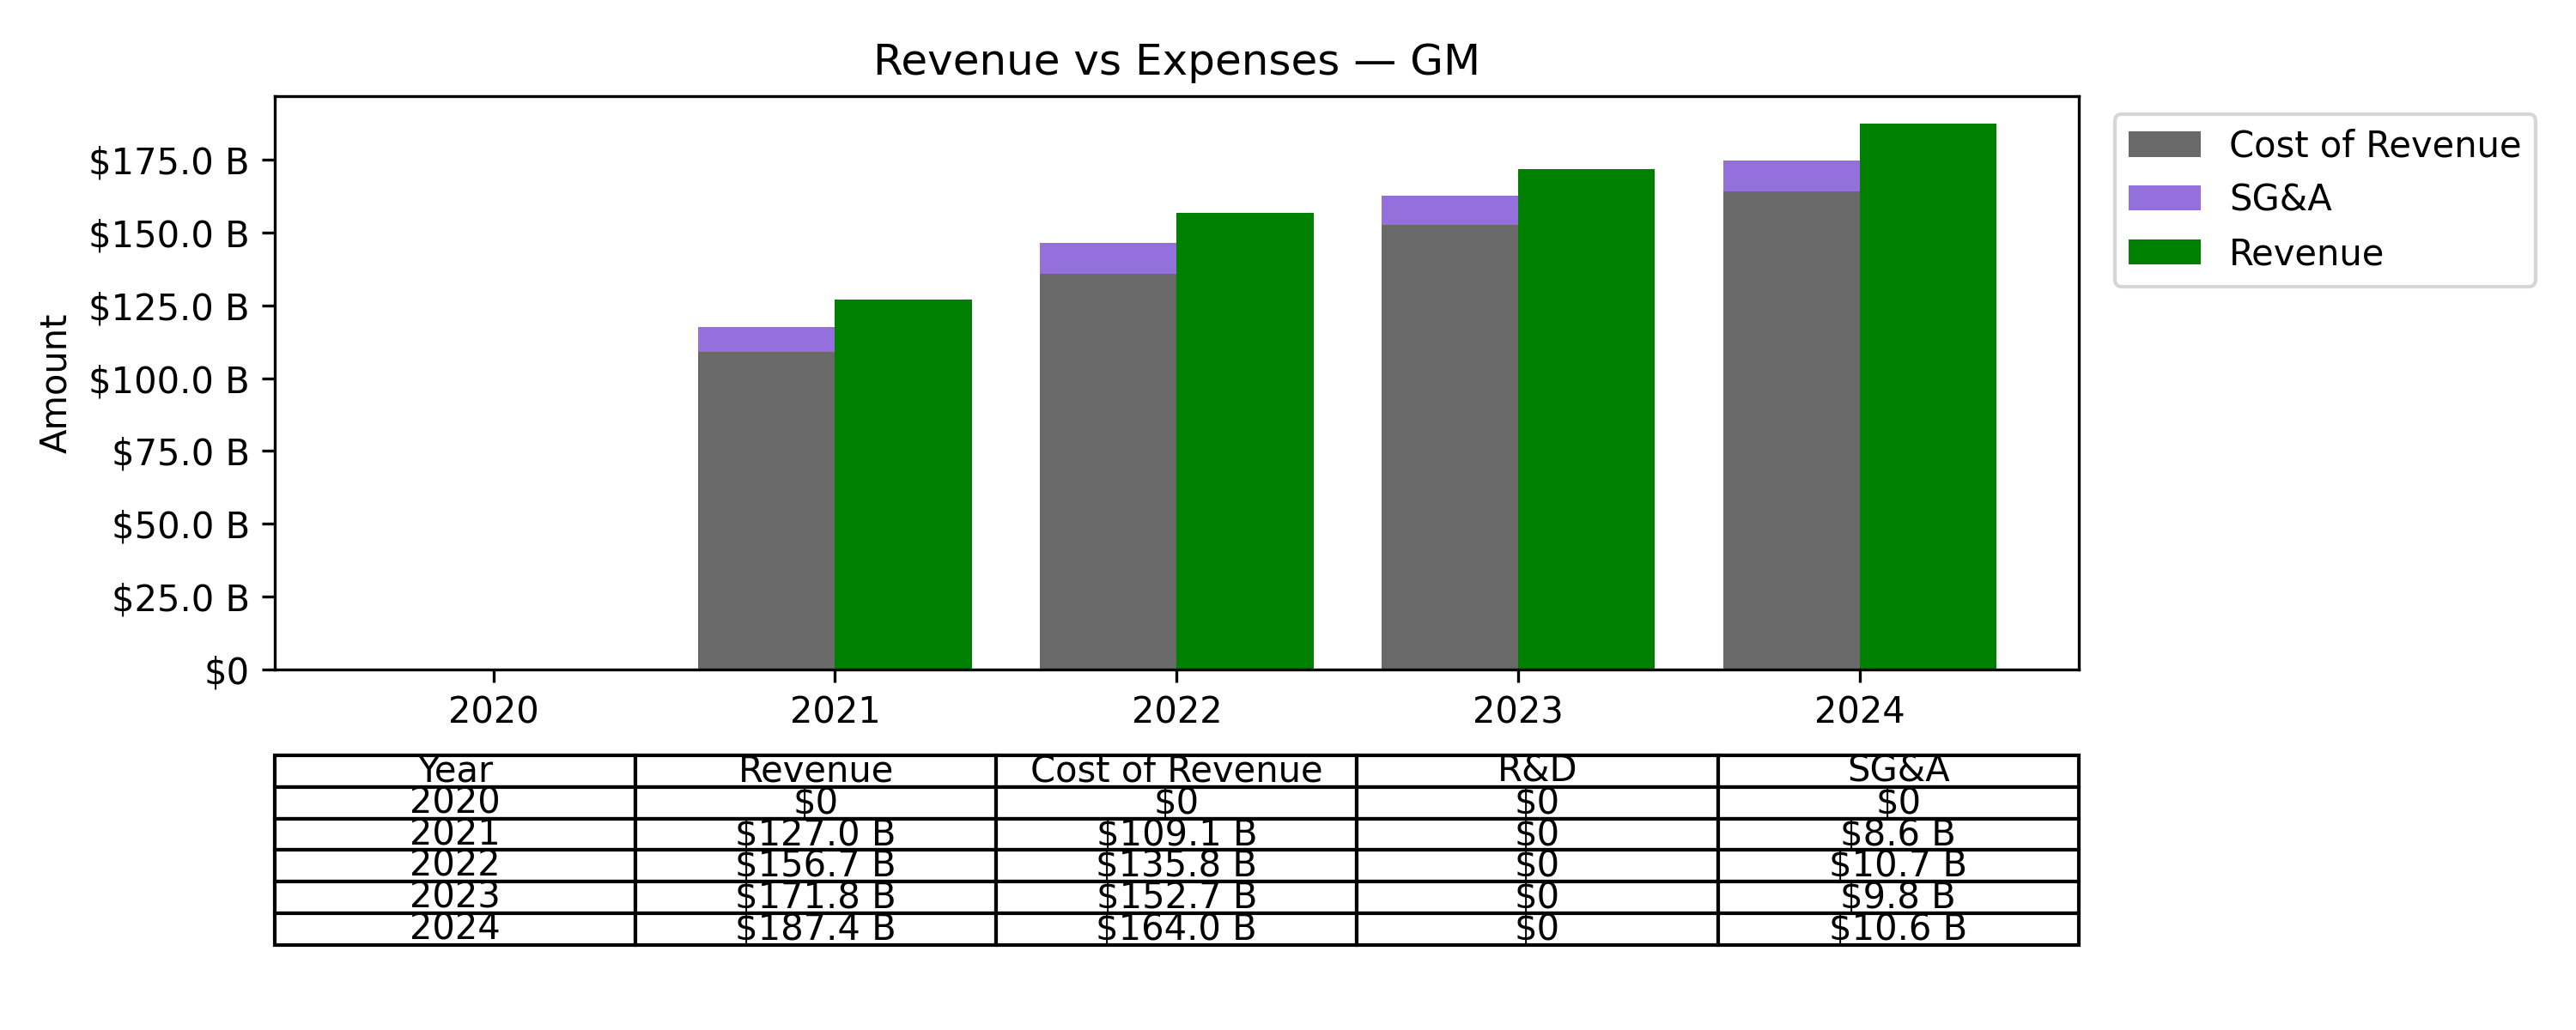 Revenue vs Expenses — GM
Amount
$175.0 B
$150.0 B
$125.0 B
$100.0 B
$75.0 B
$50.0 B
$25.0 B
$0
2020 2021 2022 2023 2024
Cost of Revenue
SG&A
Revenue
Year Revenue Cost of Revenue R&D SG&A
2020 $0 $0 $0 $0
2021 $127.0 B $109.1 B $0 $8.6 B
2022 $156.7 B $135.8 B $0 $10.7 B
2023 $171.8 B $152.7 B $0 $9.8 B
2024 $187.4 B $164.0 B $0 $10.6 B